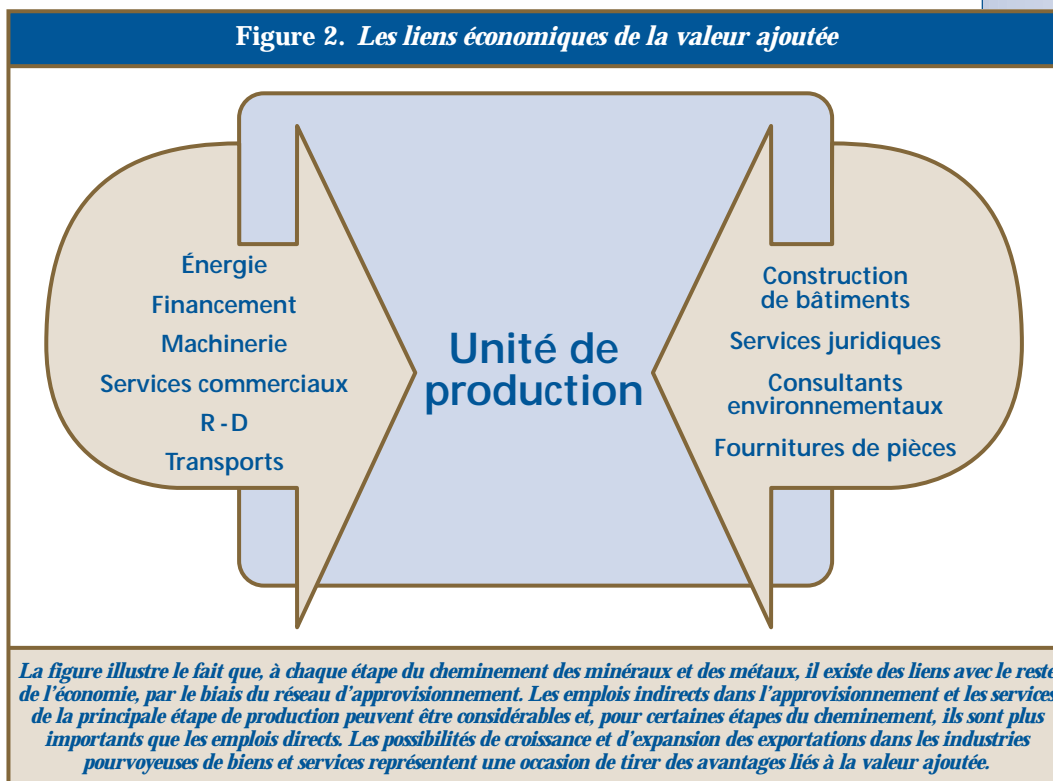 Figure 2. Les liens économiques de la valeur ajoutée
Énergie
Financement
Machinerie
Services commerciaux
R - D
Transports
Unité de
production
Construction
de bâtiments
Services juridiques
Consultants
environnementaux
Fournitures de pièces
La figure illustre le fait que, à chaque étape du cheminement des minéraux et des métaux, il existe des liens avec le reste
de l'économie, par le biais du réseau d'approvisionnement. Les emplois indirects dans l'approvisionnement et les services
de la principale étape de production peuvent être considérables et, pour certaines étapes du cheminement, ils sont plus
importants que les emplois directs. Les possibilités de croissance et d'expansion des exportations dans les industries
pourvoyeuses de biens et services représentent une occasion de tirer des avantages liés à la valeur ajoutée.